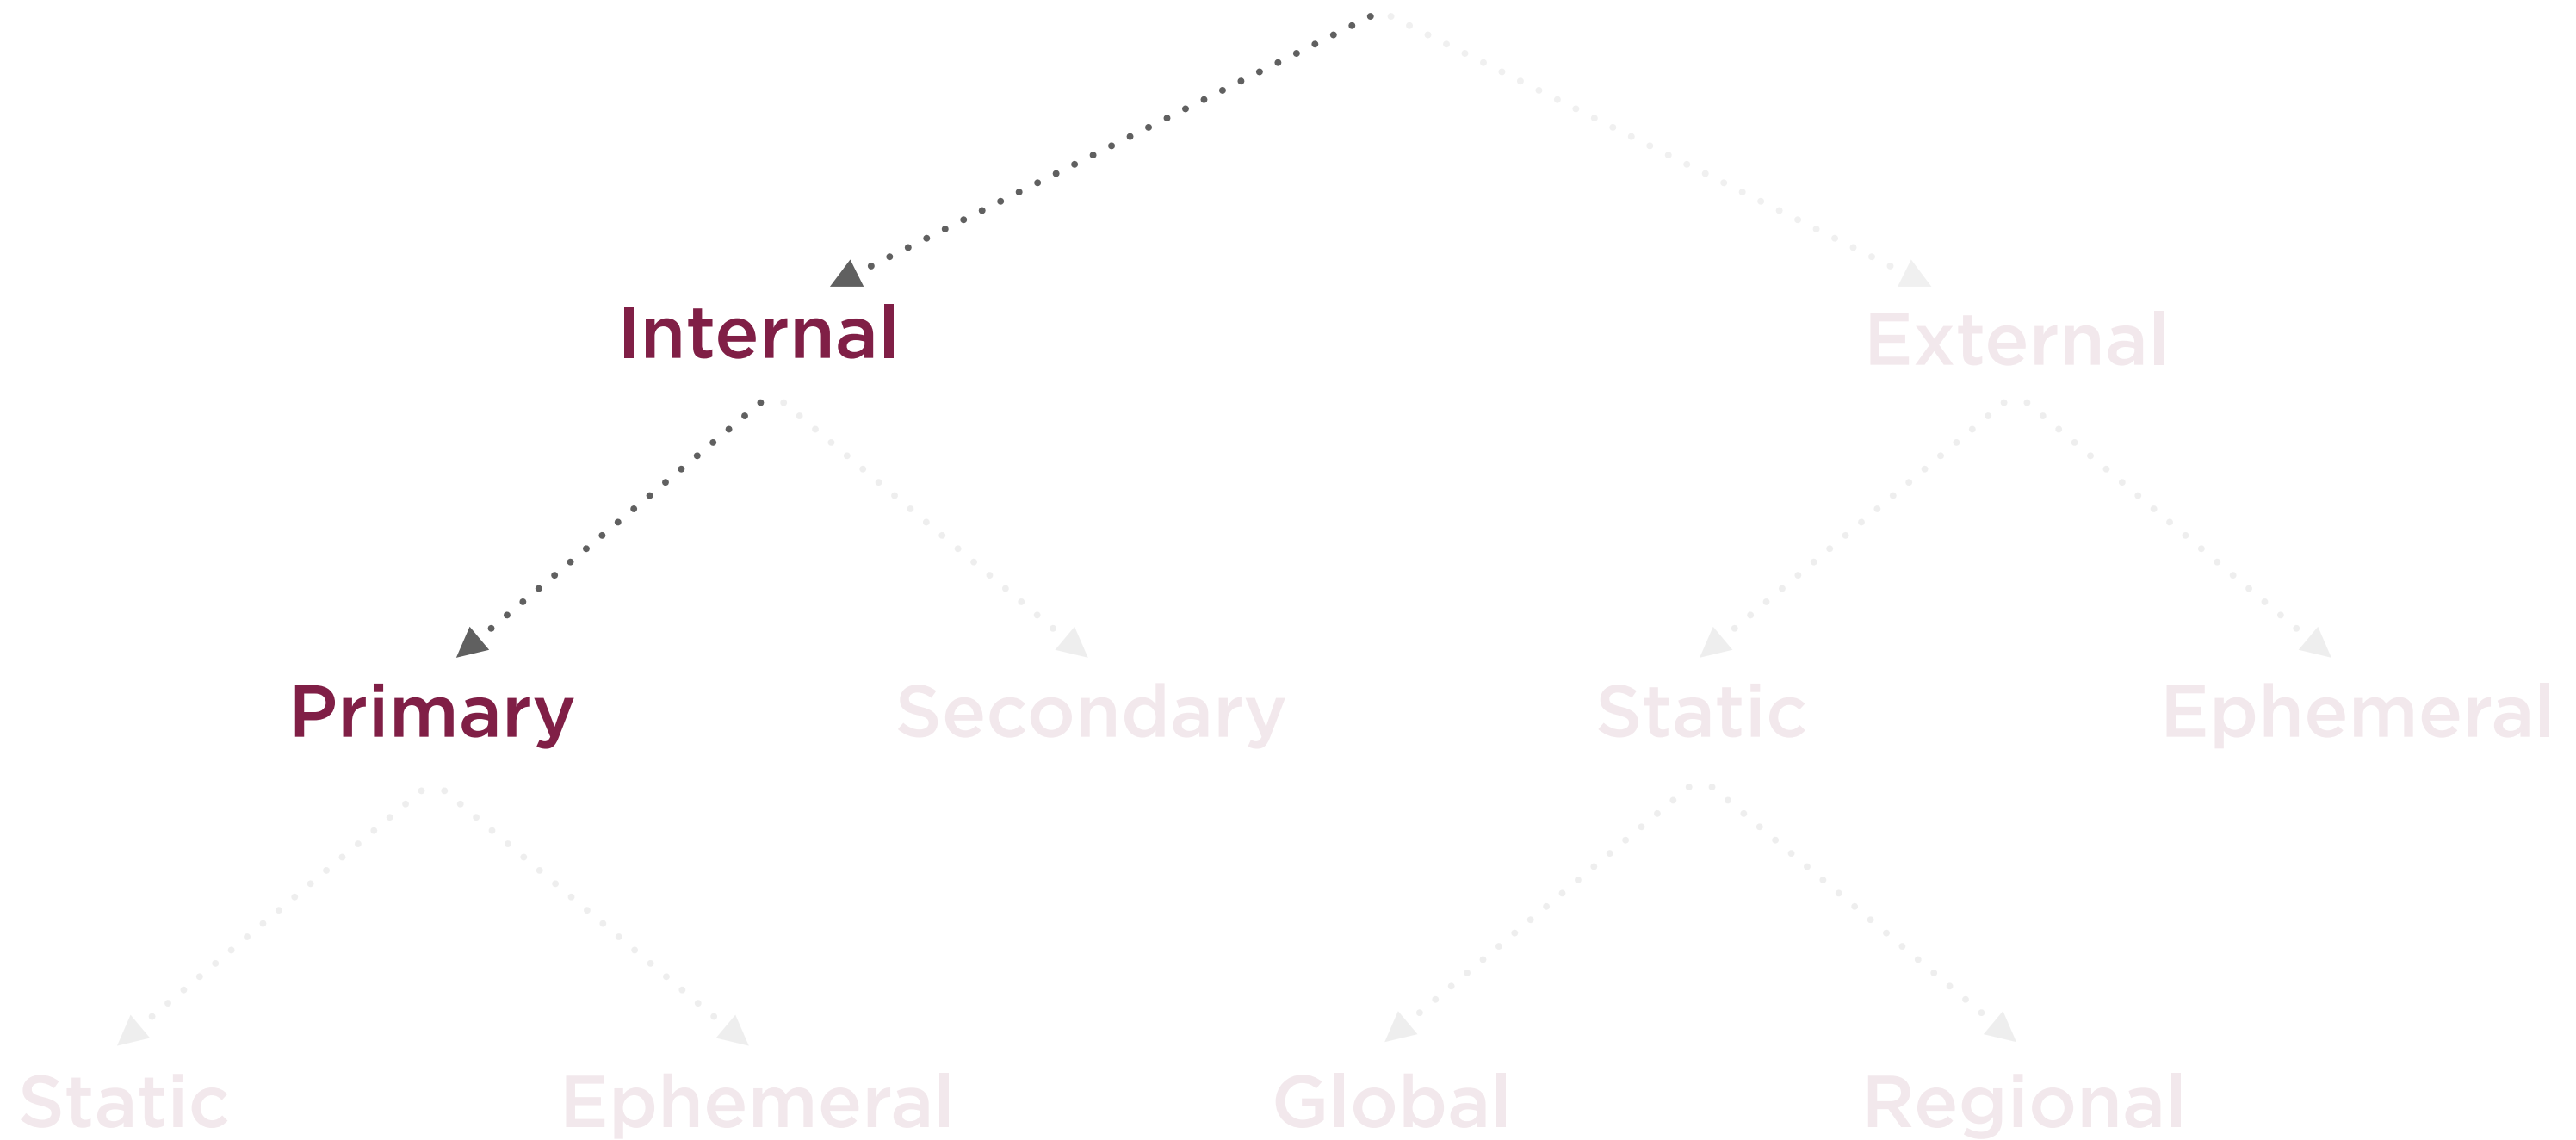 Internal
External
Primary
Secondary
Static
Ephemeral
Static
Ephemeral
Global
Regional